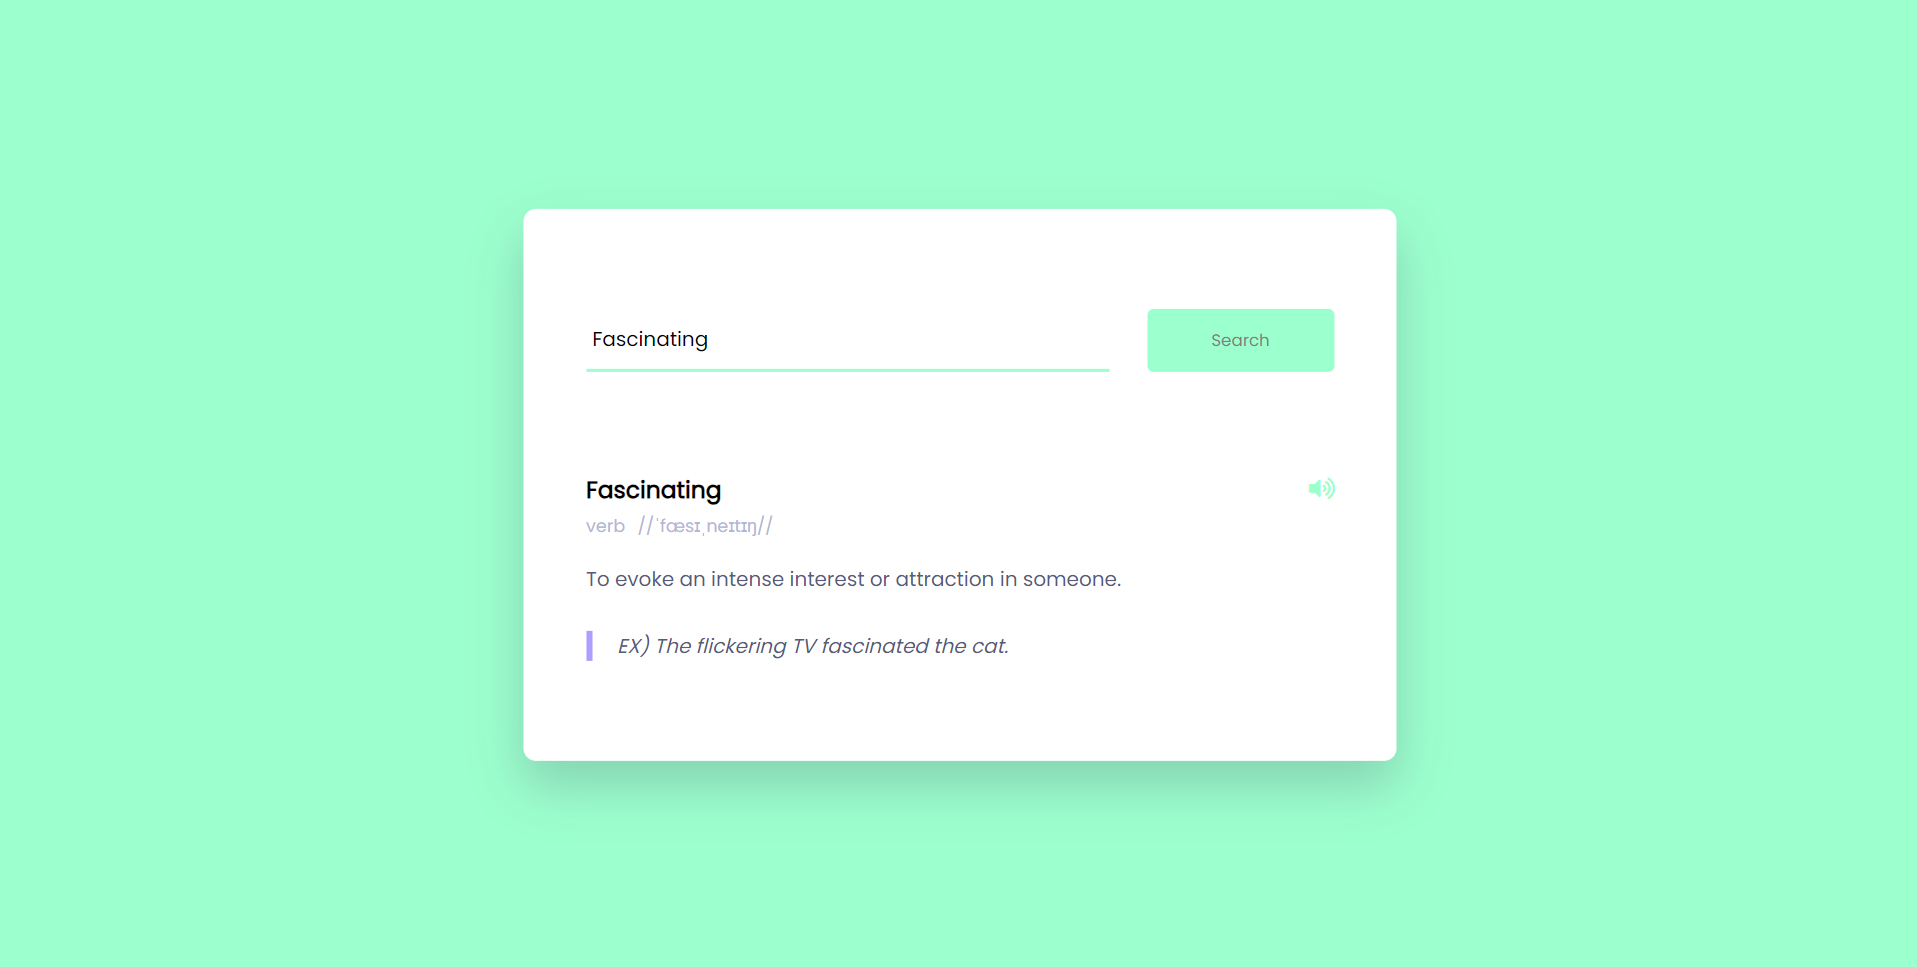 Fascinating
Search
Fascinating
verb //ˈfæsɪˌneɪtɪŋ//
To evoke an intense interest or attraction in someone.
EX) The flickering TV fascinated the cat.